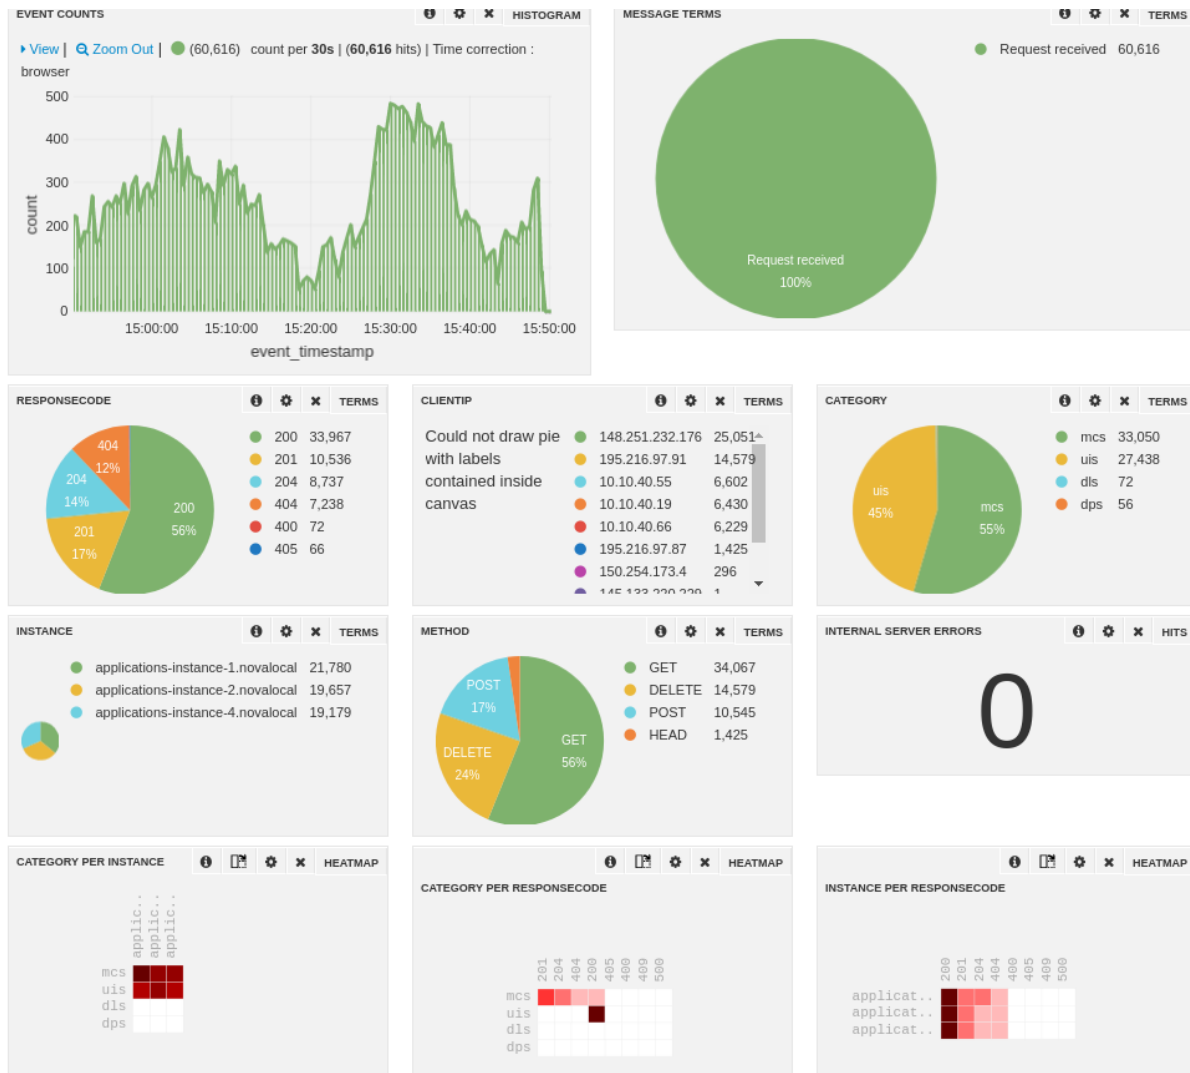 EVENT COUNTS
HISTOGRAM
View | Zoom Out | (60,616) count per 30s | (60,616 hits) | Time correction :
browser
500
400
300
200
100
0
count
15:00:00 15:10:00 15:20:00 15:30:00 15:40:00 15:50:00
event_timestamp
MESSAGE TERMS
TERMS
Request received 60,616
Request received
100%
RESPONSECODE
TERMS
404
12%
204
14%
201
17%
200
56%
200 33,967
201 10,536
204 8,737
404 7,238
400 72
405 66
CLIENTIP
TERMS
Could not draw pie
with labels
contained inside
canvas
148.251.232.176 25,051
195.216.97.91 14,579
10.10.40.55 6,602
10.10.40.19 6,430
10.10.40.66 6,229
195.216.97.87 1,425
150.254.173.4 296
145.133.220.229 1
CATEGORY
TERMS
uis
45%
mcs
55%
mcs 33,050
uis 27,438
dls 72
dps 56
INSTANCE
TERMS
applications-instance-1.novalocal 21,780
applications-instance-2.novalocal 19,657
applications-instance-4.novalocal 19,179
METHOD
TERMS
POST
17%
DELETE
24%
GET
56%
GET 34,067
DELETE 14,579
POST 10,545
HEAD 1,425
INTERNAL SERVER ERRORS
HITS
0
CATEGORY PER INSTANCE
HEATMAP
applic..
applic..
applic..
mcs
uis
dls
dps
HEATMAP
CATEGORY PER RESPONSECODE
201 204 404 200 405 400 409 500
mcs
uis
dls
dps
HEATMAP
INSTANCE PER RESPONSECODE
200 201 204 404 400 405 409 500
applicat..
applicat..
applicat..